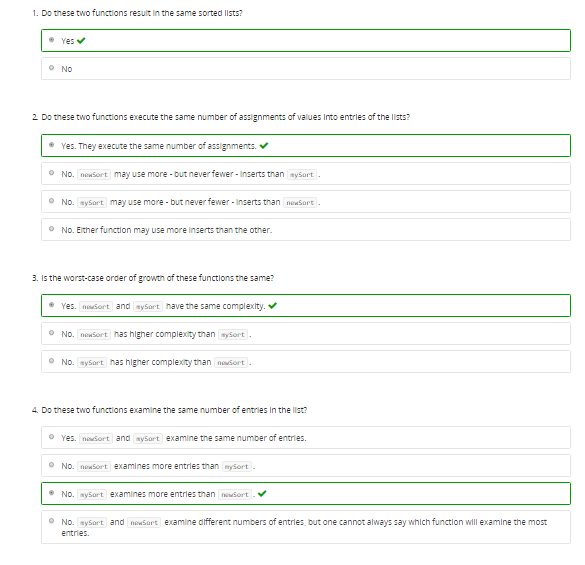 1. Do these two functions result in the same sorted lists?
Yes
No
2. Do these two functions execute the same number of assignments of values into entries of the lists?
Yes. They execute the same number of assignments.
No. newSort may use more - but never fewer - inserts than mySort .
No. mySort may use more - but never fewer - inserts than newSort .
No. Either function may use more inserts than the other.
3. Is the worst-case order of growth of these functions the same?
Yes. newSort and mySort have the same complexity.
No. newSort has higher complexity than mySort .
No. mySort has higher complexity than newSort .
4. Do these two functions examine the same number of entries in the list?
Yes. newSort and mySort examine the same number of entries.
No. newSort examines more entries than mySort .
No. mySort examines more entries than newSort .
No. mySort and newSort examine different numbers of entries, but one cannot always say which function will examine the most
entries.